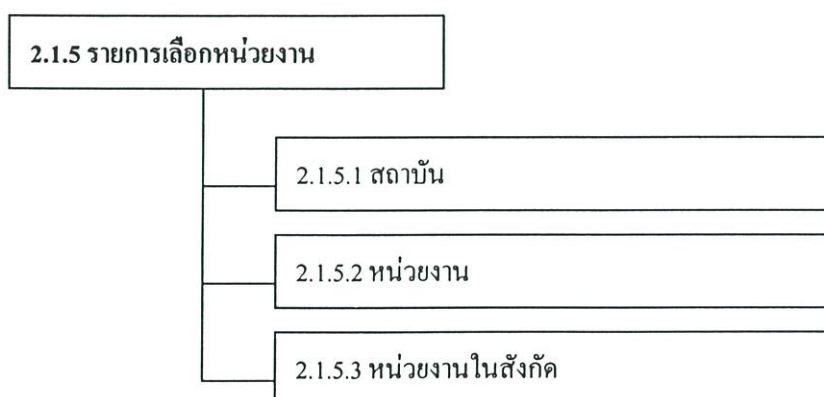 2.1.5 รายการเลือกหน่วยงาน
2.1.5.1 สถาบัน
2.1.5.2 หน่วยงาน
2.1.5.3 หน่วยงานในสังกัด